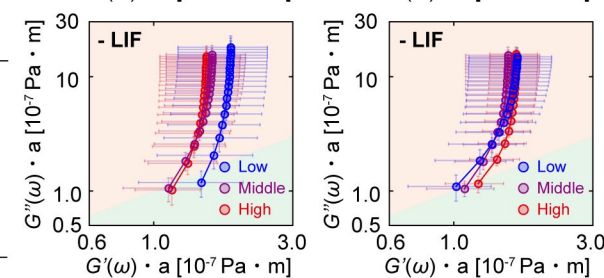 - LIF
30
10
1.0
0.5
G''(ω)・a [10⁻⁷ Pa・m]
Low
Middle
High
0.6 1.0 3.0
G'(ω)・a [10⁻⁷ Pa・m]
- LIF
30
10
1.0
0.5
G''(ω)・a [10⁻⁷ Pa・m]
Low
Middle
High
0.6 1.0 3.0
G'(ω)・a [10⁻⁷ Pa・m]